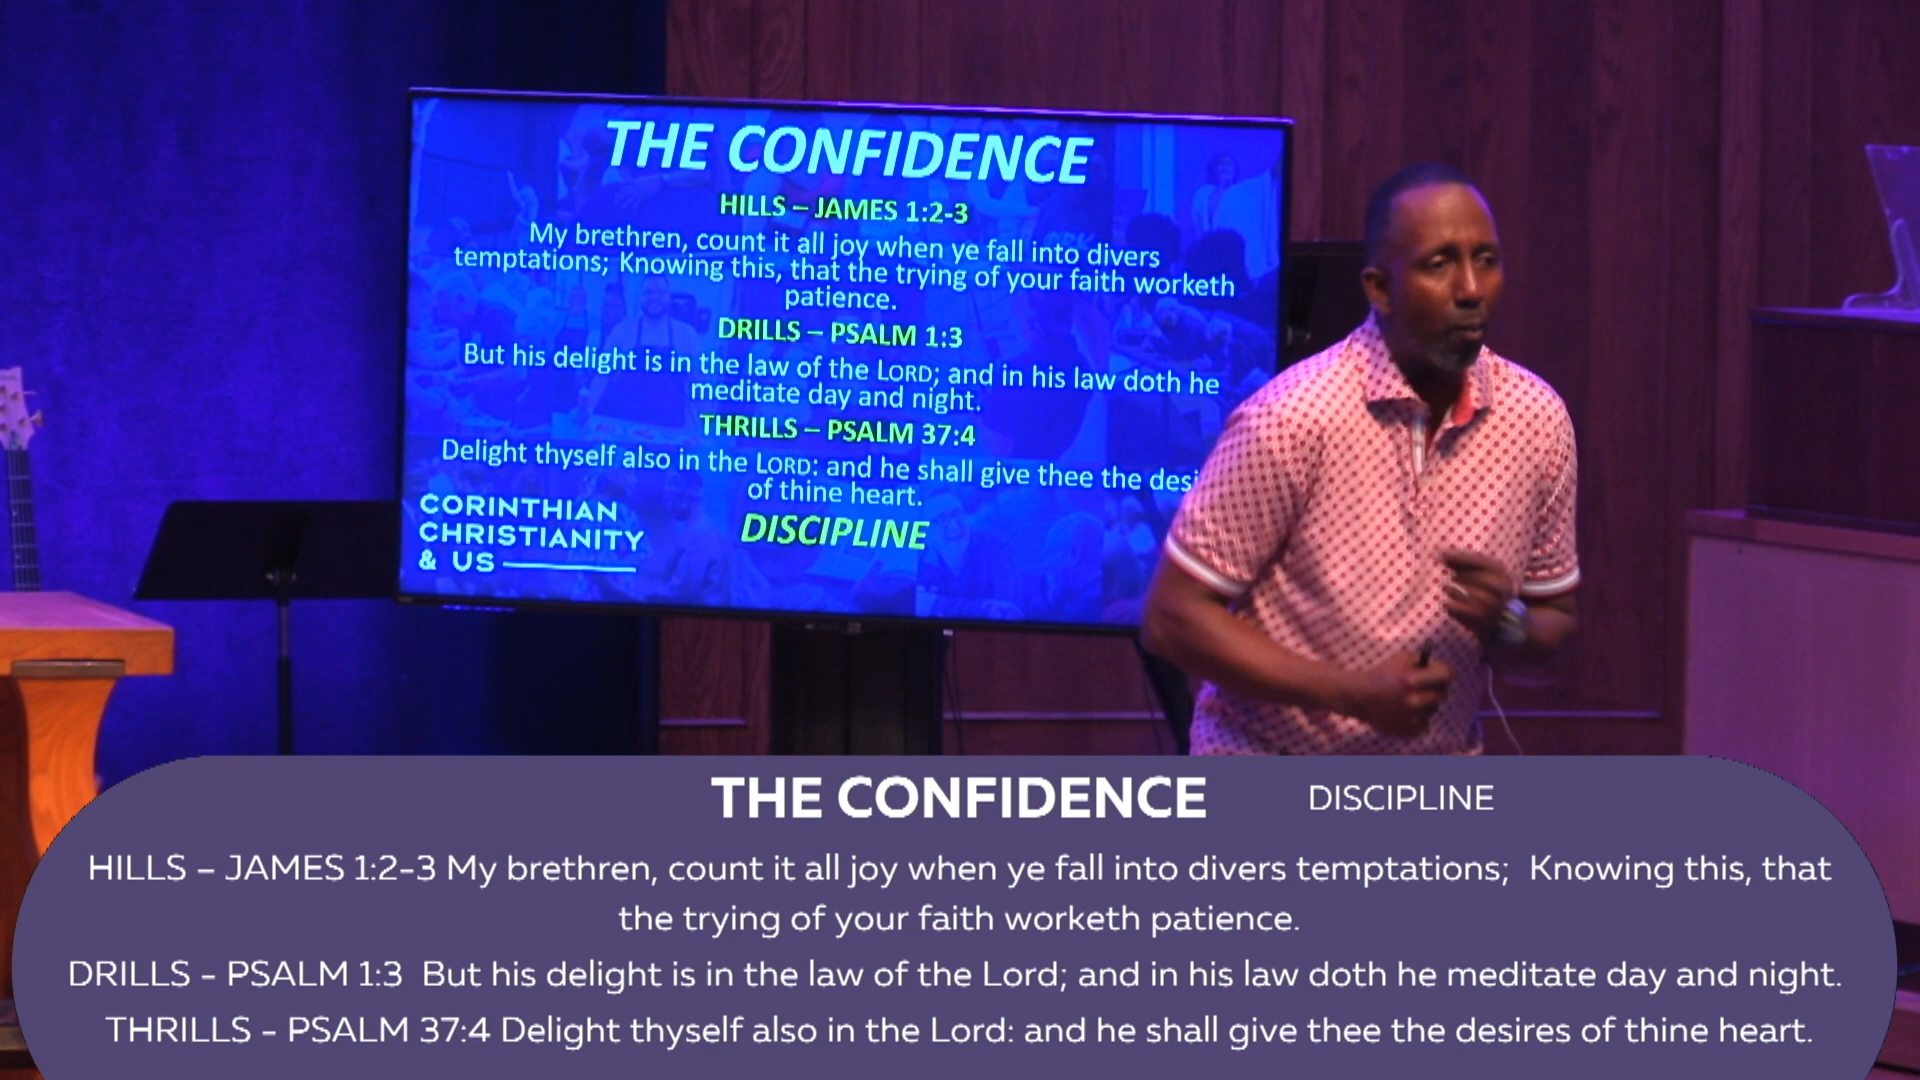 THE CONFIDENCE
HILLS – JAMES 1:2-3
My brethren, count it all joy when ye fall into divers
temptations; Knowing this, that the trying of your faith worketh
patience.
DRILLS – PSALM 1:3
But his delight is in the law of the LORD; and in his law doth he
meditate day and night.
THRILLS – PSALM 37:4
Delight thyself also in the LORD: and he shall give thee the desi
of thine heart.
DISCIPLINE
CORINTHIAN
CHRISTIANITY
& US
THE CONFIDENCE DISCIPLINE
HILLS – JAMES 1:2-3 My brethren, count it all joy when ye fall into divers temptations; Knowing this, that
the trying of your faith worketh patience.
DRILLS - PSALM 1:3 But his delight is in the law of the Lord; and in his law doth he meditate day and night.
THRILLS - PSALM 37:4 Delight thyself also in the Lord: and he shall give thee the desires of thine heart.